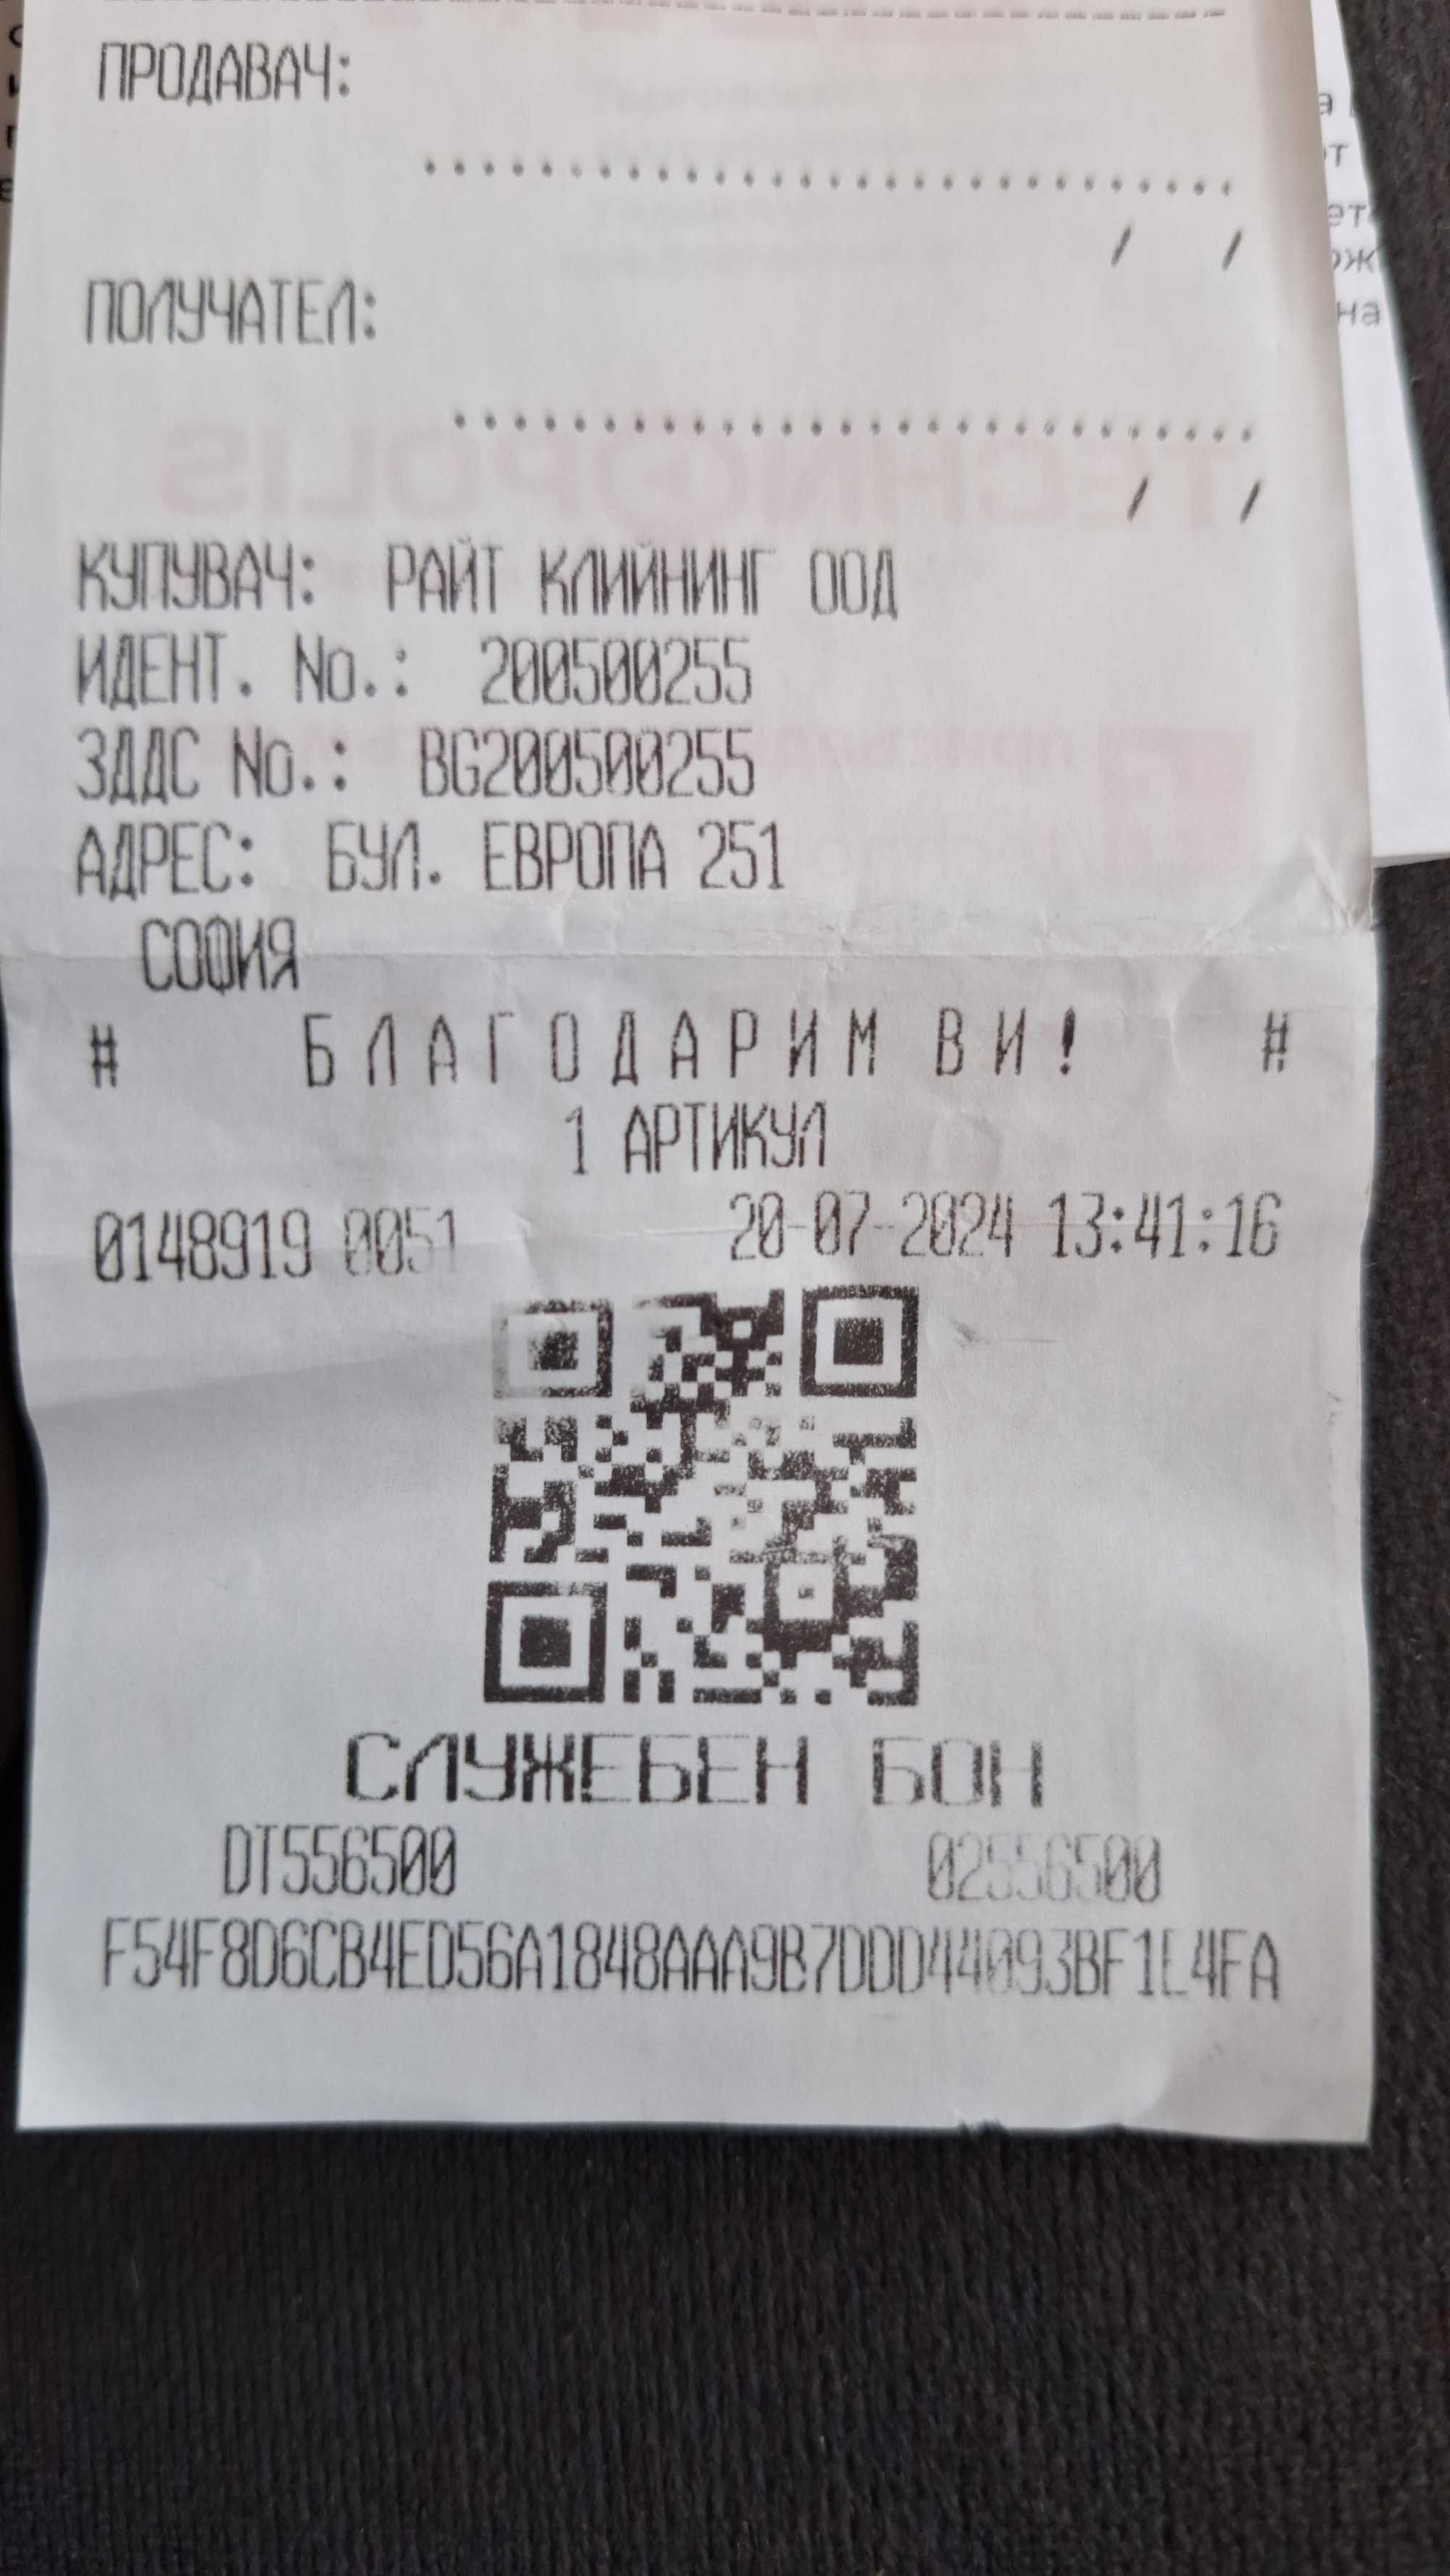 ПРОДАВАЧ:
..............................
/ /
ПОЛУЧАТЕЛ:
..............................
/ /
TECHNOPOLIS
КУПУВАЧ: РАЙТ КЛИЙНИНГ ООД
ИДЕНТ. No.: 200500255
ЗДДС No.: BG200500255
АДРЕС: БУЛ. ЕВРОПА 251
СОФИЯ
# БЛАГОДАРИМ ВИ! #
1 АРТИКУЛ
0148919 0051 20-07-2024 13:41:16
СЛУЖЕБЕН БОН
DT556500 02556500
F54F8D6CB4ED56A1848AAA9B7DDD44093BF1E4FA